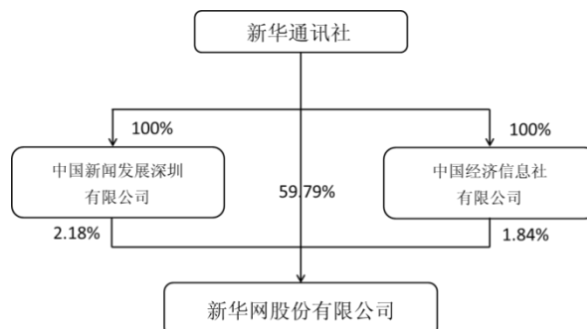 新华通讯社
100%
100%
中国新闻发展深圳
有限公司
59.79%
中国经济信息社
有限公司
2.18%
1.84%
新华网股份有限公司